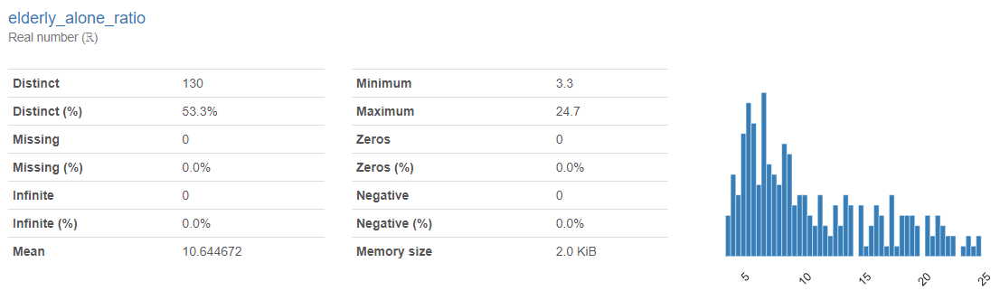 elderly_alone_ratio
Real number (ℝ)
Distinct 130
Distinct (%) 53.3%
Missing 0
Missing (%) 0.0%
Infinite 0
Infinite (%) 0.0%
Mean 10.644672
Minimum 3.3
Maximum 24.7
Zeros 0
Zeros (%) 0.0%
Negative 0
Negative (%) 0.0%
Memory size 2.0 KiB
5 10 15 20 25